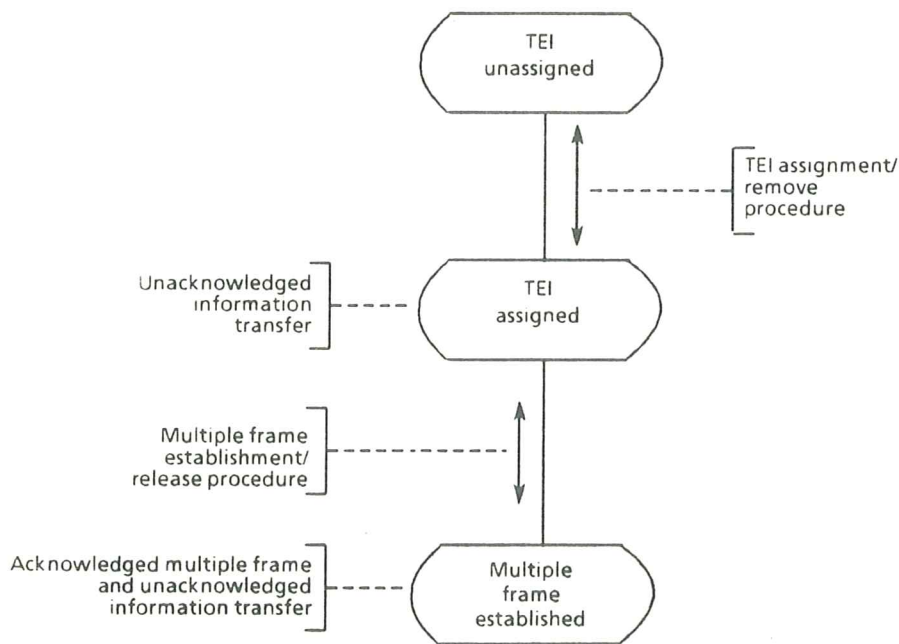 TEI
unassigned
TEI assignment/
remove
procedure
Unacknowledged
information
transfer
TEI
assigned
Multiple frame
establishment/
release procedure
Acknowledged multiple frame
and unacknowledged
information transfer
Multiple
frame
established